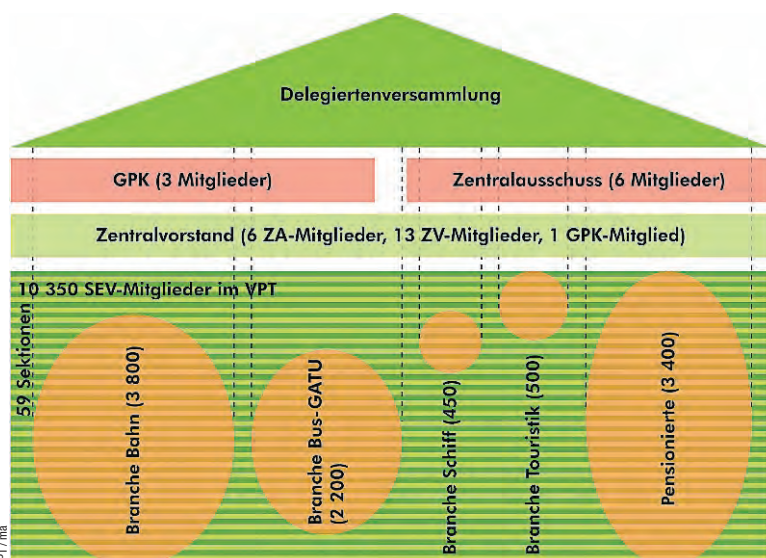 Delegiertenversammlung
GPK (3 Mitglieder)
Zentralausschuss (6 Mitglieder)
Zentralvorstand (6 ZA-Mitglieder, 13 ZV-Mitglieder, 1 GPK-Mitglied)
10 350 SEV-Mitglieder im VPT
59 Sektionen
Branche Bahn (3 800)
Branche Bus-GATU
(2 200)
Branche Schiff (450)
Branche Touristik (500)
Pensionierte (3 400)